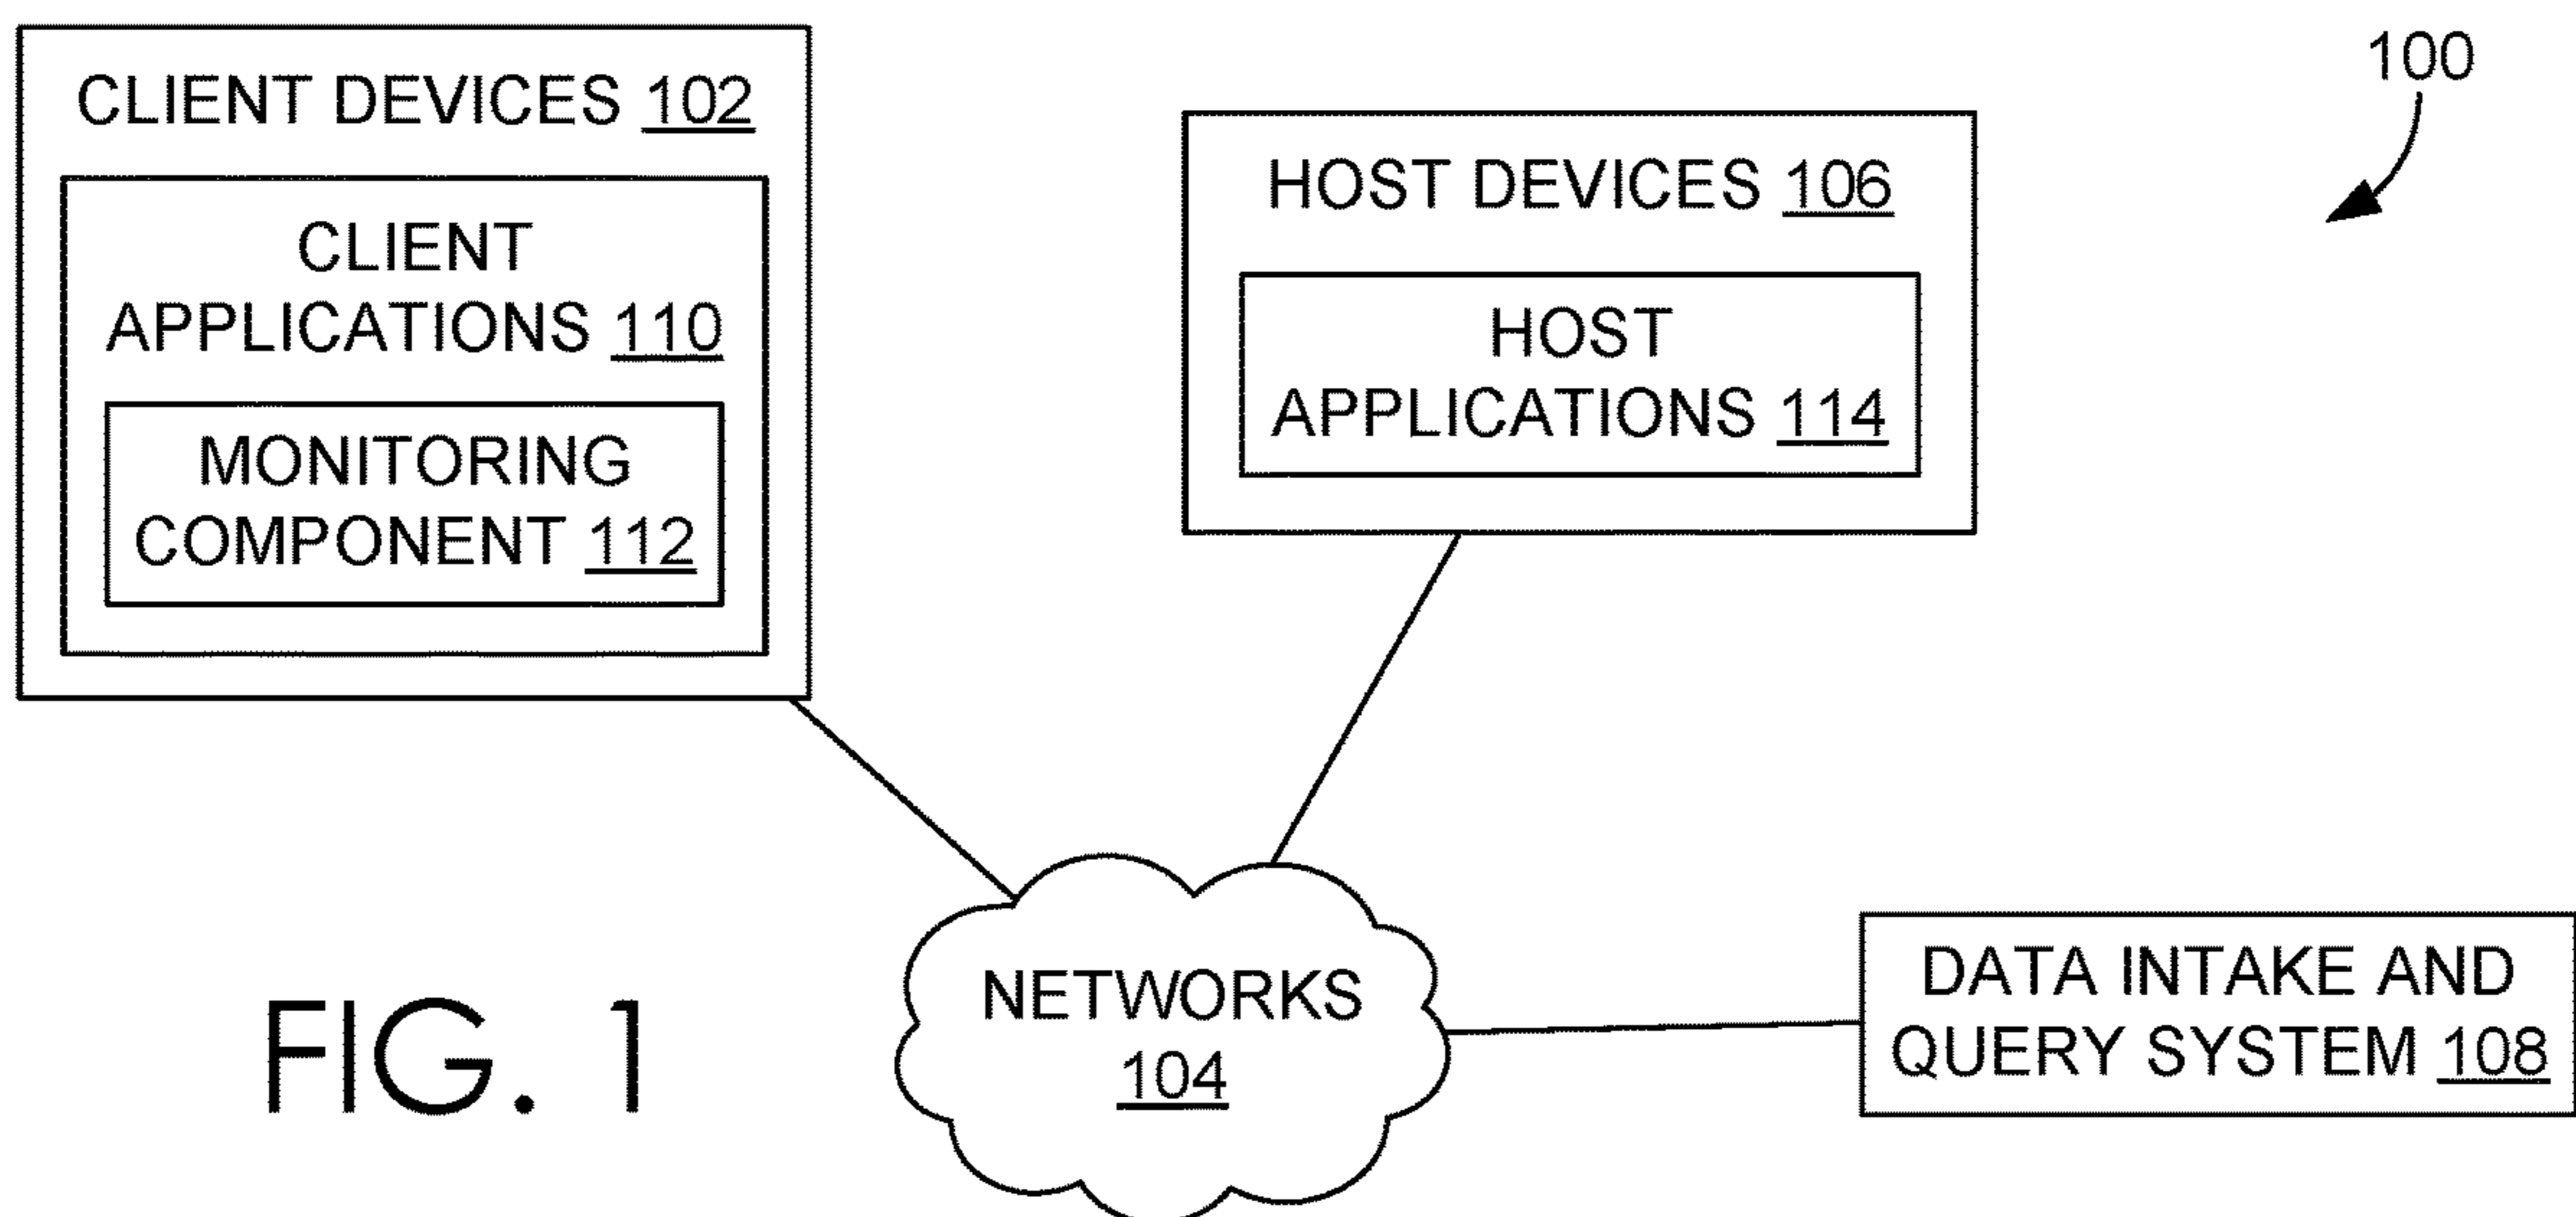 CLIENT DEVICES 102
CLIENT
APPLICATIONS 110
MONITORING
COMPONENT 112
HOST DEVICES 106
HOST
APPLICATIONS 114
100
NETWORKS
104
DATA INTAKE AND
QUERY SYSTEM 108
FIG. 1